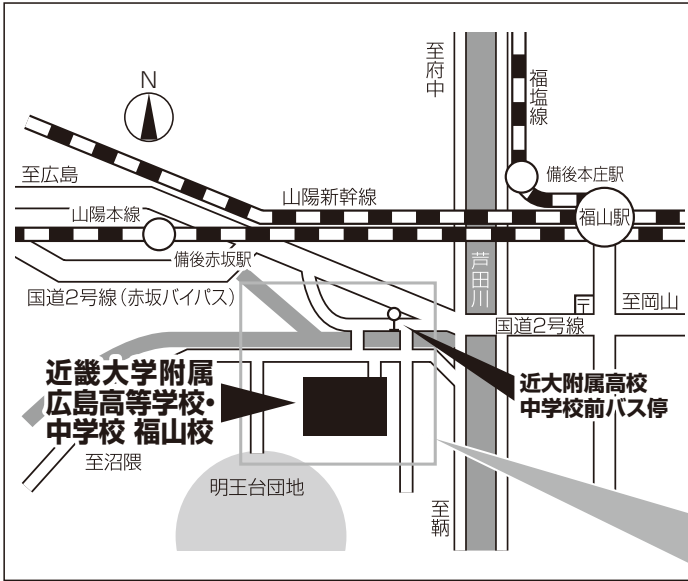 至府中
福塩線
N
備後本庄駅
至広島
山陽新幹線
福山駅
山陽本線
備後赤坂駅
芦田川
国道2号線(赤坂バイパス)
〒
至岡山
国道2号線
近畿大学附属
広島高等学校・
中学校 福山校
近大附属高校
中学校前バス停
至沼隈
明王台団地
至鞆